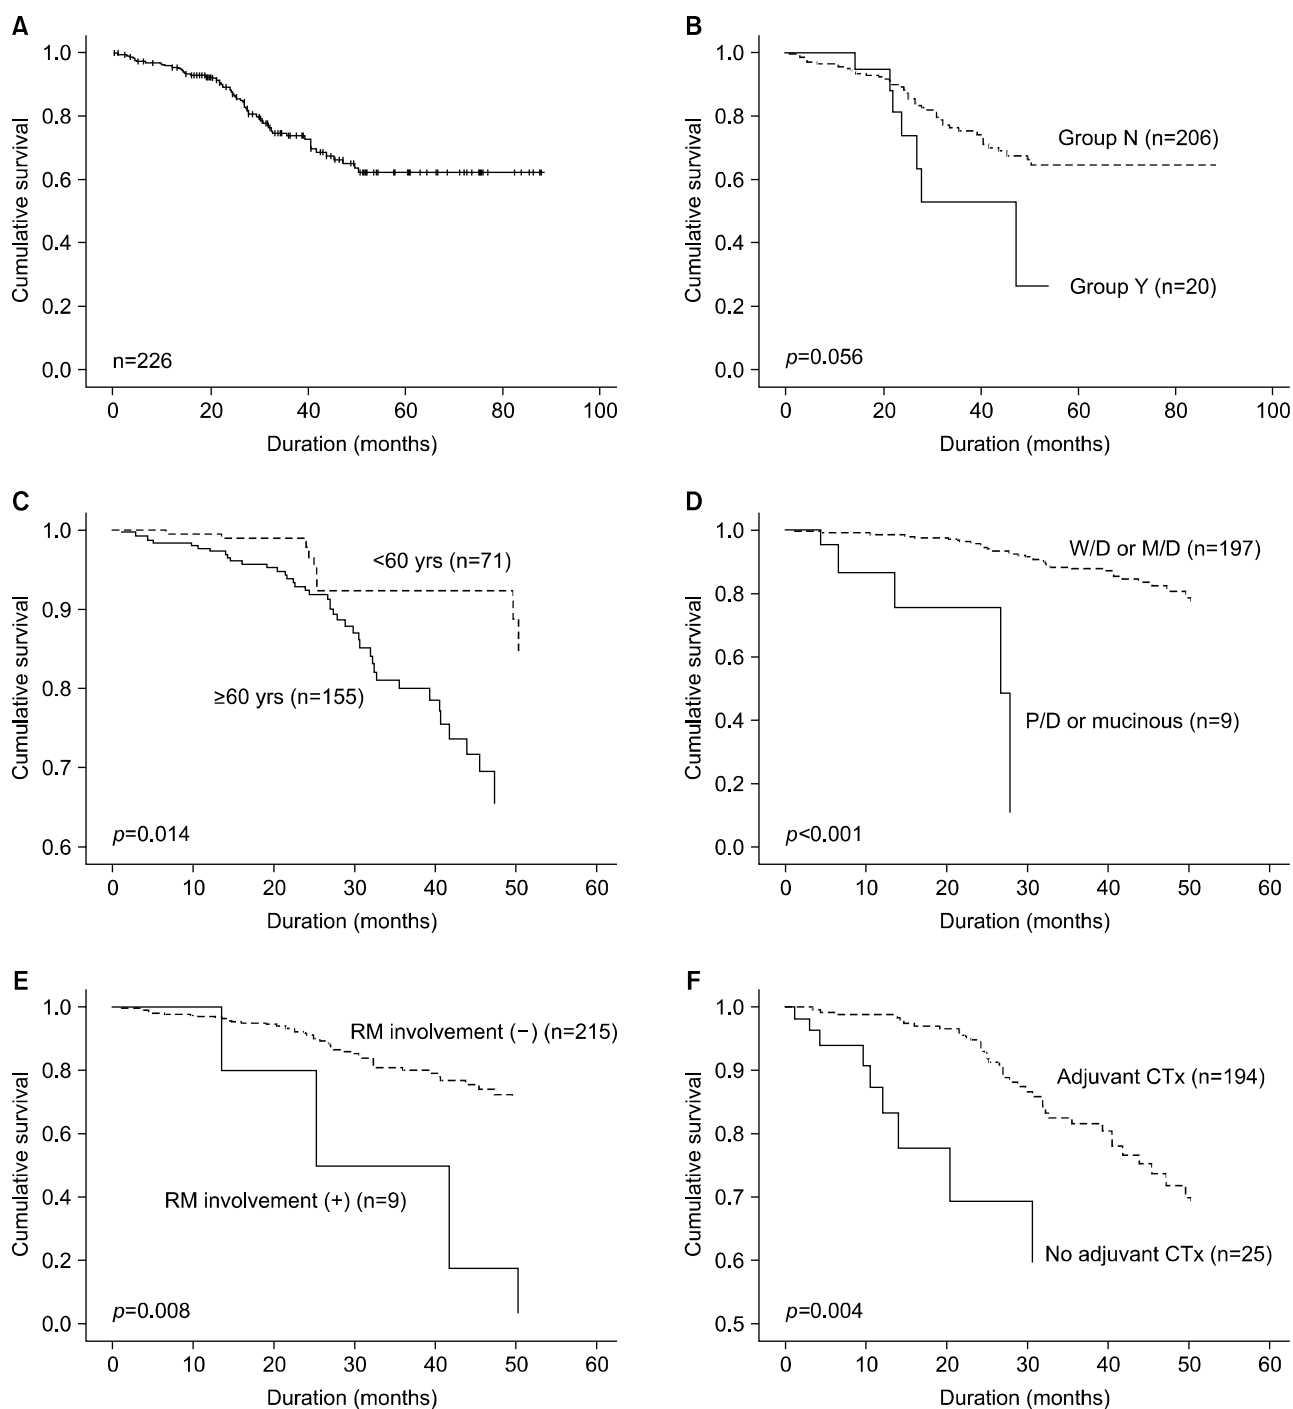 A
Cumulative survival
1.0
0.8
0.6
0.4
0.2
0.0
n=226
0 20 40 60 80 100
Duration (months)
B
Cumulative survival
1.0
0.8
0.6
0.4
0.2
0.0
Group N (n=206)
Group Y (n=20)
p=0.056
0 20 40 60 80 100
Duration (months)
C
Cumulative survival
1.0
0.9
0.8
0.7
0.6
<60 yrs (n=71)
≥60 yrs (n=155)
p=0.014
0 10 20 30 40 50 60
Duration (months)
D
Cumulative survival
1.0
0.8
0.6
0.4
0.2
0.0
W/D or M/D (n=197)
P/D or mucinous (n=9)
p<0.001
0 10 20 30 40 50 60
Duration (months)
E
Cumulative survival
1.0
0.8
0.6
0.4
0.2
0.0
RM involvement (−) (n=215)
RM involvement (+) (n=9)
p=0.008
0 10 20 30 40 50 60
Duration (months)
F
Cumulative survival
1.0
0.9
0.8
0.7
0.6
0.5
Adjuvant CTx (n=194)
No adjuvant CTx (n=25)
p=0.004
0 10 20 30 40 50 60
Duration (months)